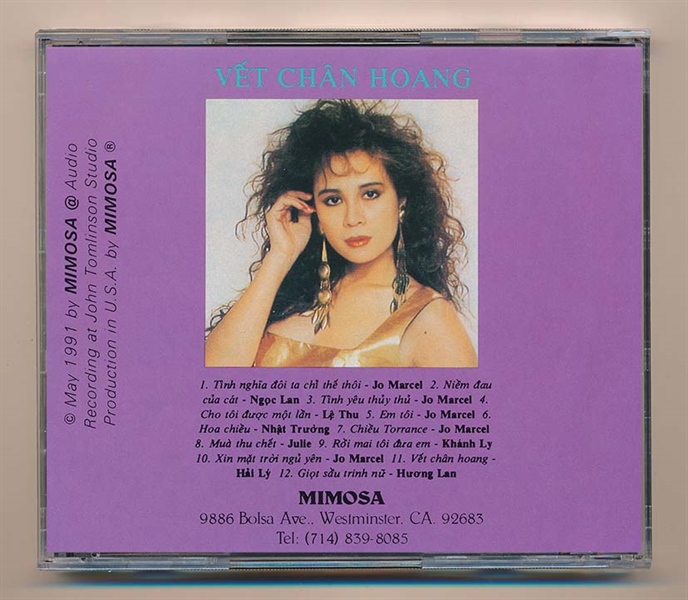 VẾT CHÂN HOANG
© May 1991 by MIMOSA @ Audio
Recording at John Tomlinson Studio
Production in U.S.A. by MIMOSA ®
1. Tình nghĩa đôi ta chỉ thế thôi - Jo Marcel 2. Niềm đau
của cát - Ngọc Lan 3. Tình yêu thủy thủ - Jo Marcel 4.
Cho tôi được một lần - Lệ Thu 5. Em tôi - Jo Marcel 6.
Hoa chiều - Nhật Trường 7. Chiều Torrance - Jo Marcel
8. Muà thu chết - Julie 9. Rồi mai tôi đưa em - Khánh Ly
10. Xin mặt trời ngủ yên - Jo Marcel 11. Vết chân hoang -
Hải Lý 12. Giọt sầu trinh nữ - Hương Lan
MIMOSA
9886 Bolsa Ave., Westminster, CA. 92683
Tel: (714) 839-8085